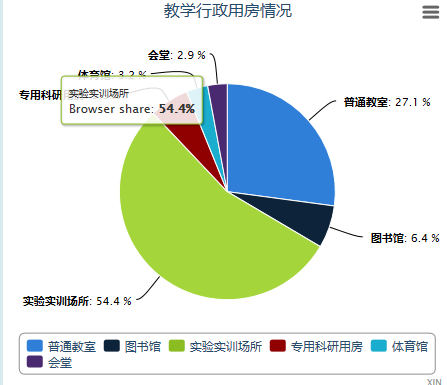 教学行政用房情况
会堂: 2.9 %
体育馆: 3.2 %
专用科研用
实验实训场所
Browser share: 54.4%
普通教室: 27.1 %
图书馆: 6.4 %
实验实训场所: 54.4 %
普通教室 图书馆 实验实训场所 专用科研用房 体育馆
会堂
XIN